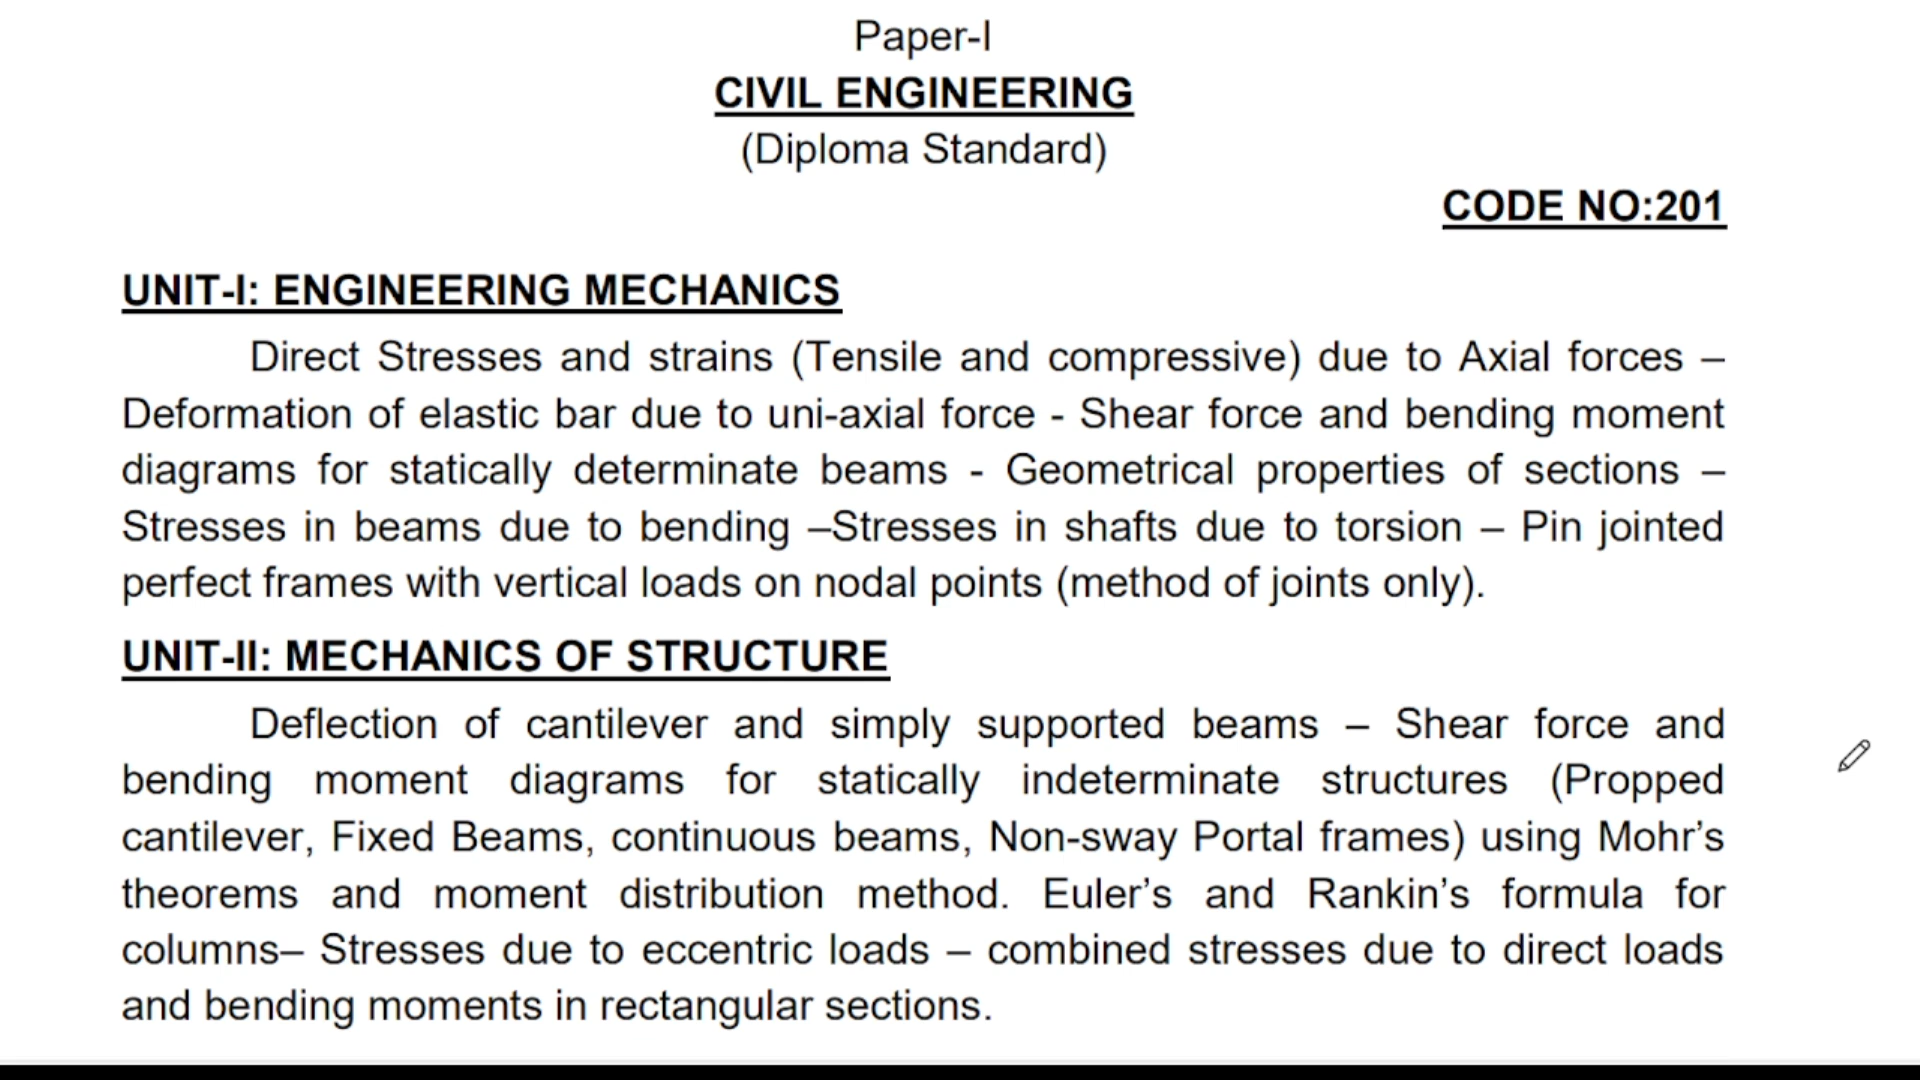 Paper-I
CIVIL ENGINEERING
(Diploma Standard)
CODE NO:201
UNIT-I: ENGINEERING MECHANICS
Direct Stresses and strains (Tensile and compressive) due to Axial forces –
Deformation of elastic bar due to uni-axial force - Shear force and bending moment
diagrams for statically determinate beams - Geometrical properties of sections –
Stresses in beams due to bending –Stresses in shafts due to torsion – Pin jointed
perfect frames with vertical loads on nodal points (method of joints only).
UNIT-II: MECHANICS OF STRUCTURE
Deflection of cantilever and simply supported beams – Shear force and
bending moment diagrams for statically indeterminate structures (Propped
cantilever, Fixed Beams, continuous beams, Non-sway Portal frames) using Mohr’s
theorems and moment distribution method. Euler’s and Rankin’s formula for
columns– Stresses due to eccentric loads – combined stresses due to direct loads
and bending moments in rectangular sections.